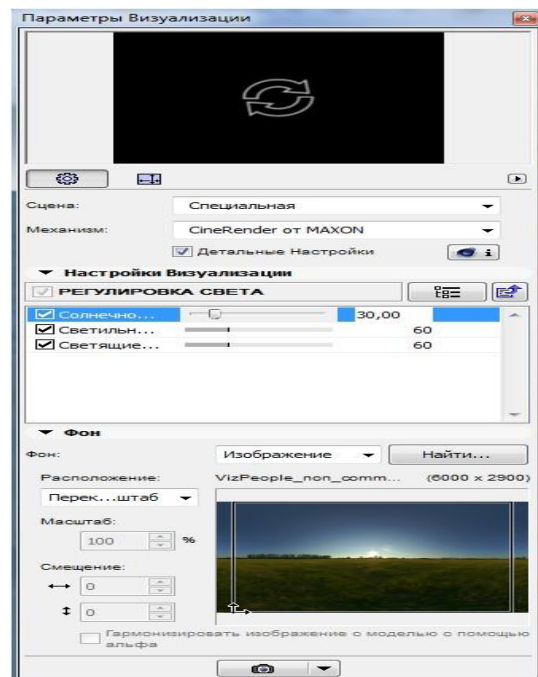 Параметры Визуализации
Сцена: Специальная
Механизм: CineRender от MAXON
Детальные Настройки i
Настройки Визуализации
РЕГУЛИРОВКА СВЕТА
Солнечно... 30,00
Светильн... 60
Светящие... 60
Фон
Фон: Изображение Найти...
Расположение: VizPeople_non_comm... (6000 x 2900)
Перек...штаб
Масштаб:
100 %
Смещение:
0
0
Гармонизировать изображение с моделью с помощью
альфа